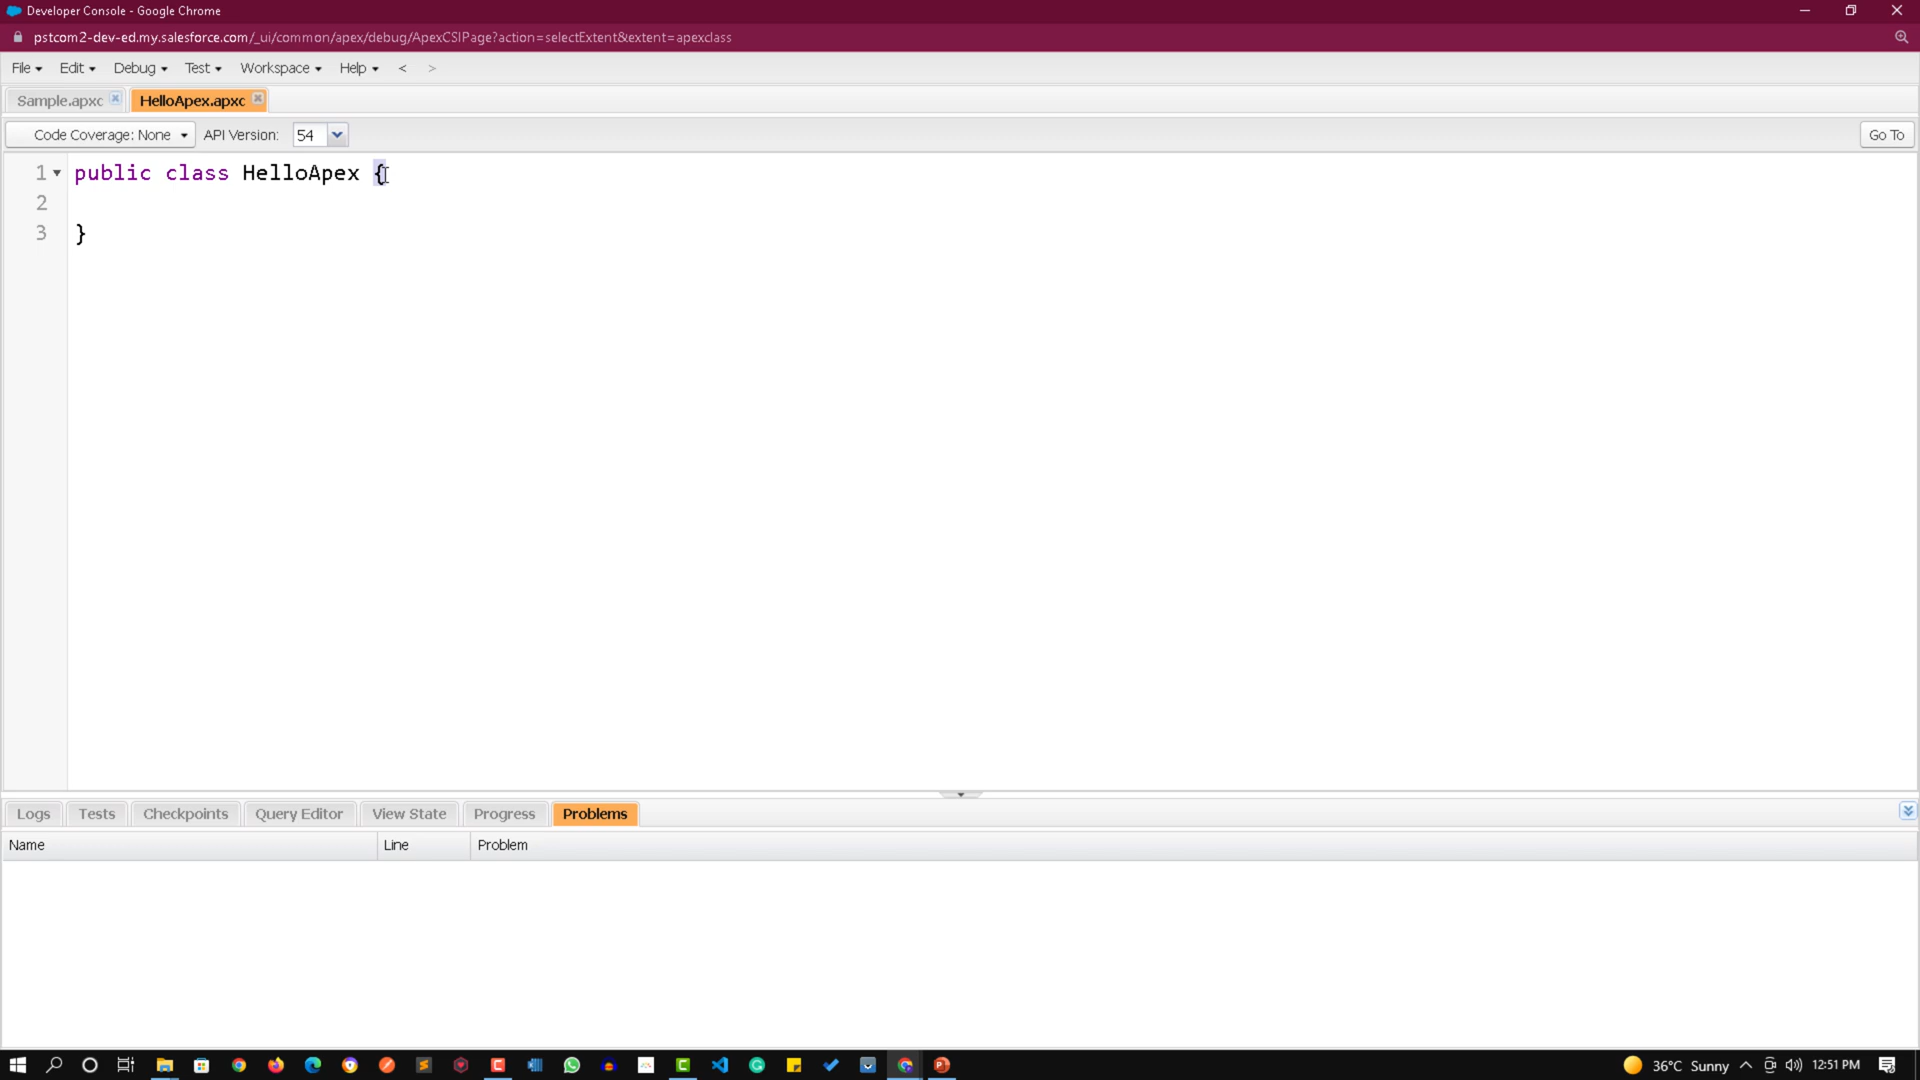 Developer Console - Google Chrome
pstcom2-dev-ed.my.salesforce.com/_ui/common/apex/debug/ApexCSIPage?action=selectExtent&extent=apexclass
File Edit Debug Test Workspace Help < >
Sample.apxc HelloApex.apxc
Code Coverage: None API Version: 54 Go To
1 public class HelloApex {
2
3 }
Logs Tests Checkpoints Query Editor View State Progress Problems
Name Line Problem
36°C Sunny 12:51 PM